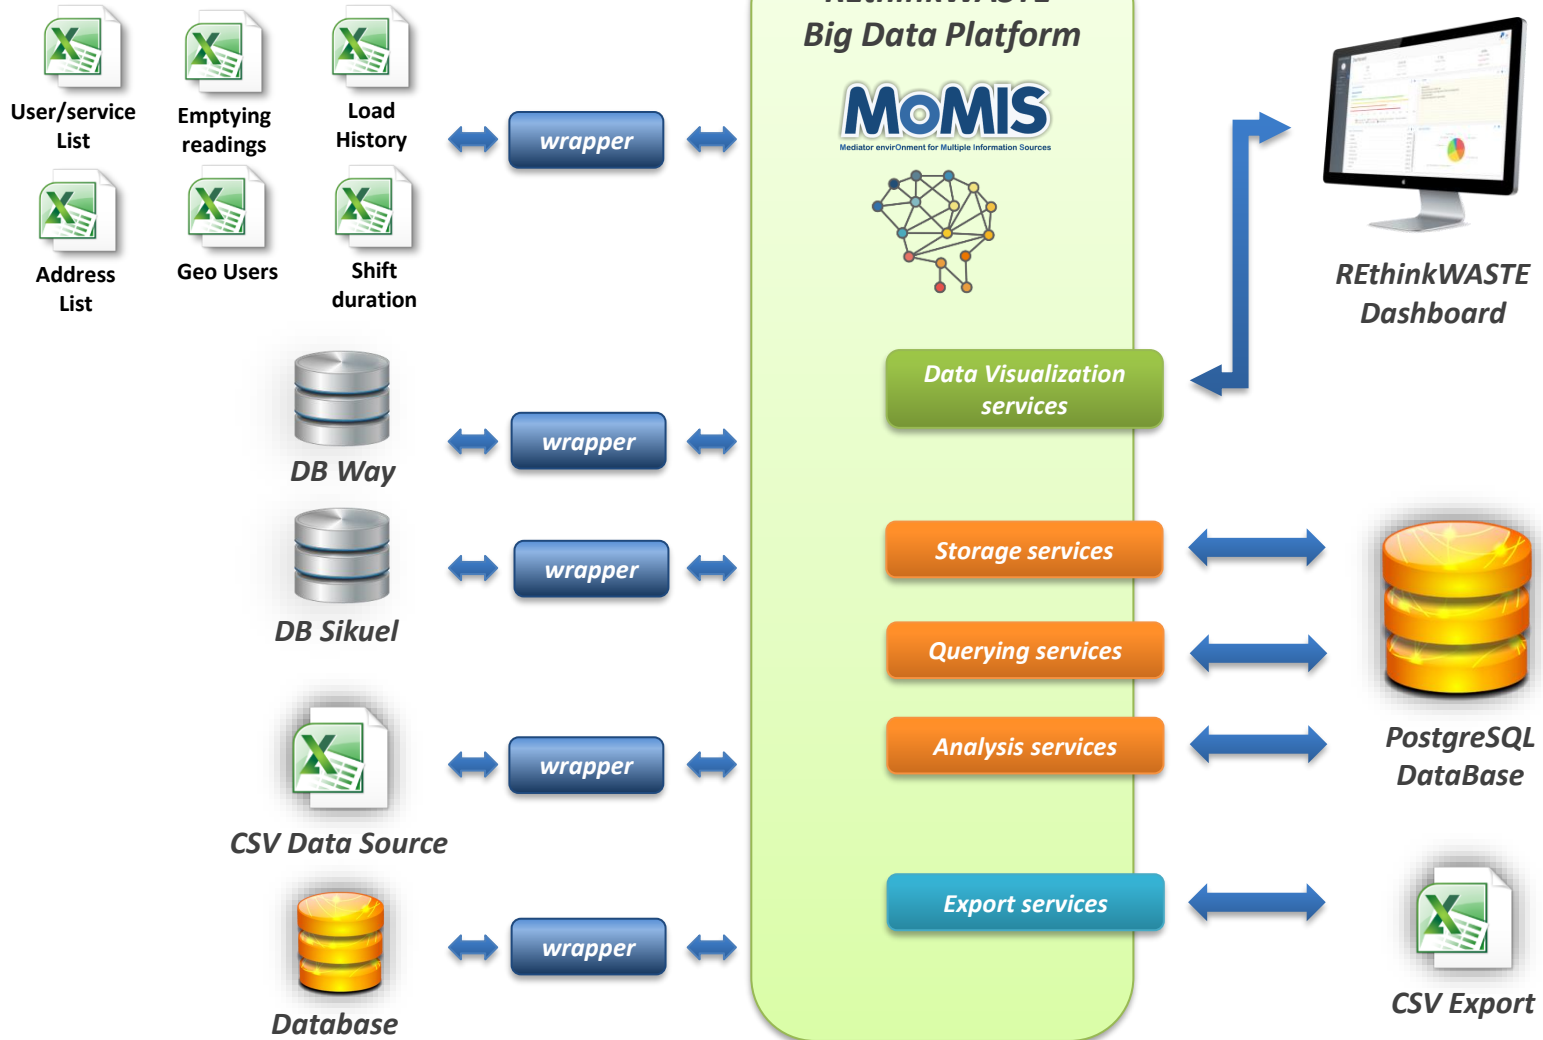 REthinkWASTE
Big Data Platform
MOMIS
Mediator envirOnment for Multiple Information Sources
User/service
List
Emptying
readings
Load
History
wrapper
Address
List
Geo Users
Shift
duration
REthinkWASTE
Dashboard
Data Visualization
services
DB Way
wrapper
DB Sikuel
wrapper
Storage services
Querying services
Analysis services
PostgreSQL
DataBase
CSV Data Source
wrapper
Export services
CSV Export
Database
wrapper